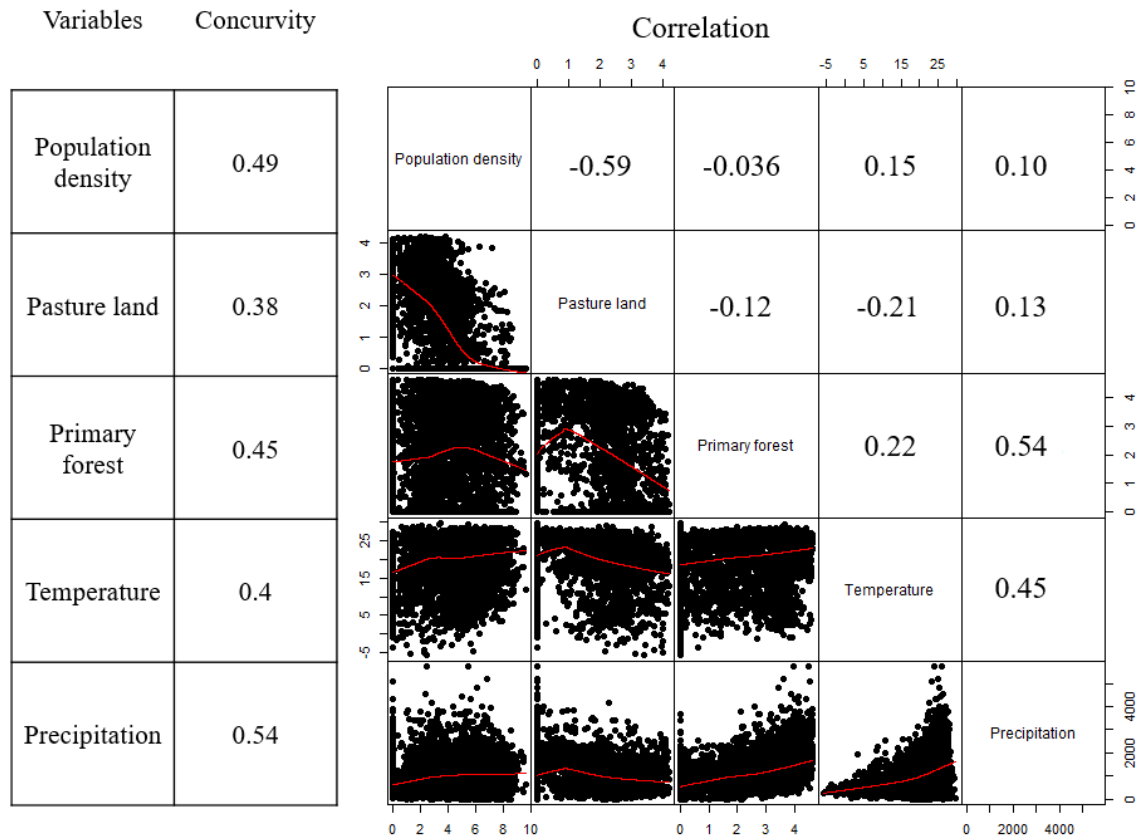 Variables Concurvity
Correlation
0 1 2 3 4
-5 5 15 25
Population density
0.49
Population density
-0.59
-0.036
0.15
0.10
10
8
6
4
2
0
Pasture land
0.38
4
3
2
1
0
Pasture land
-0.12
-0.21
0.13
Primary forest
0.45
Primary forest
0.22
0.54
4
3
2
1
0
Temperature
0.4
25
15
5
-5
Temperature
0.45
Precipitation
0.54
Precipitation
4000
2000
0
0 2 4 6 8 10
0 1 2 3 4
0 2000 4000